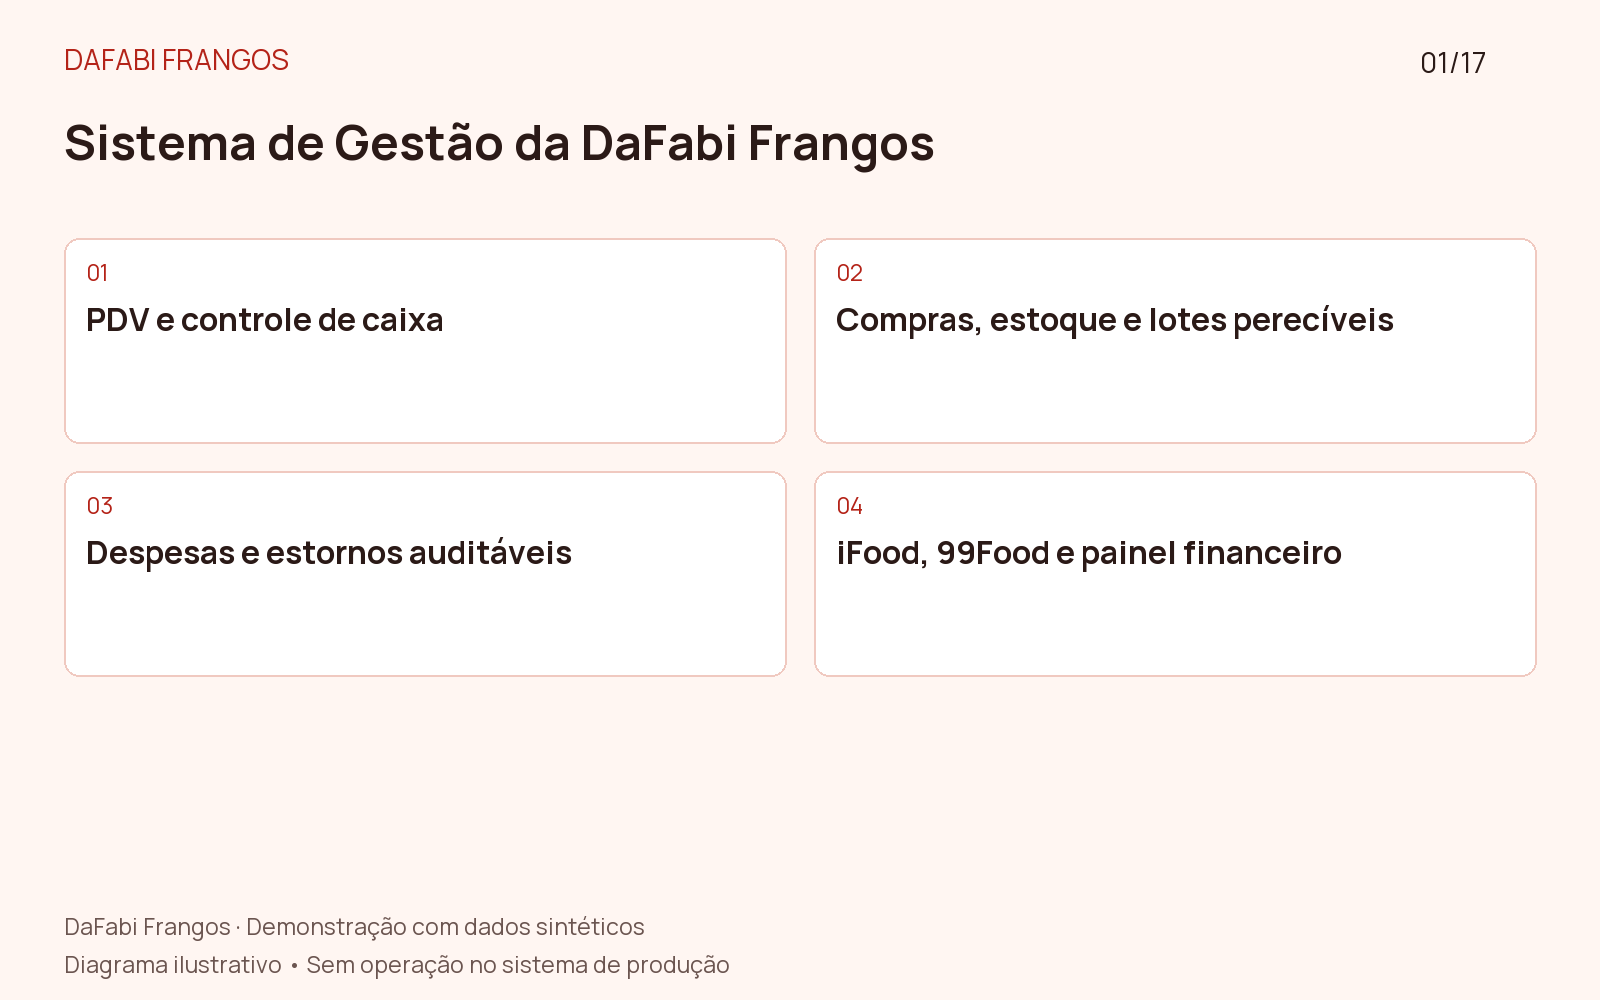 DAFABI FRANGOS
01/17
Sistema de Gestão da DaFabi Frangos
01
PDV e controle de caixa
02
Compras, estoque e lotes perecíveis
03
Despesas e estornos auditáveis
04
iFood, 99Food e painel financeiro
DaFabi Frangos · Demonstração com dados sintéticos
Diagrama ilustrativo • Sem operação no sistema de produção